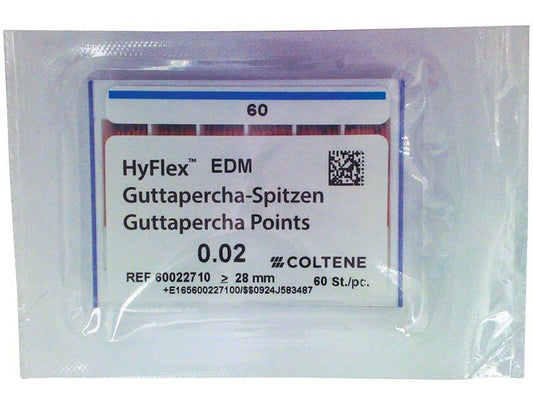 60
HyFlex™ EDM
Guttapercha-Spitzen
Guttapercha Points
0.02 COLTENE
REF 60022710 ≥ 28 mm 60 St./pc.
+E165600227100/$$0924J583487